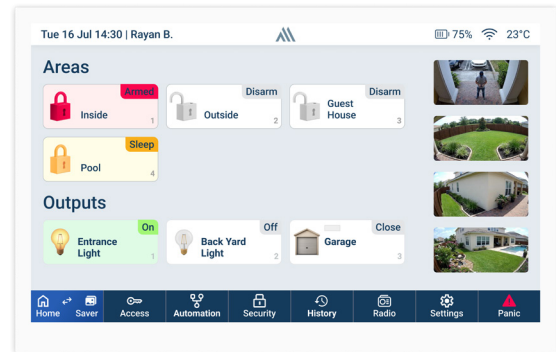 Tue 16 Jul 14:30 | Rayan B.
75%
23°C
Areas
Armed
Inside
1
Disarm
Outside
2
Disarm
Guest
House
3
Sleep
Pool
4
Outputs
On
Entrance
Light
1
Off
Back Yard
Light
2
Close
Garage
3
Home
Saver
Access
Automation
Security
History
Radio
Settings
Panic